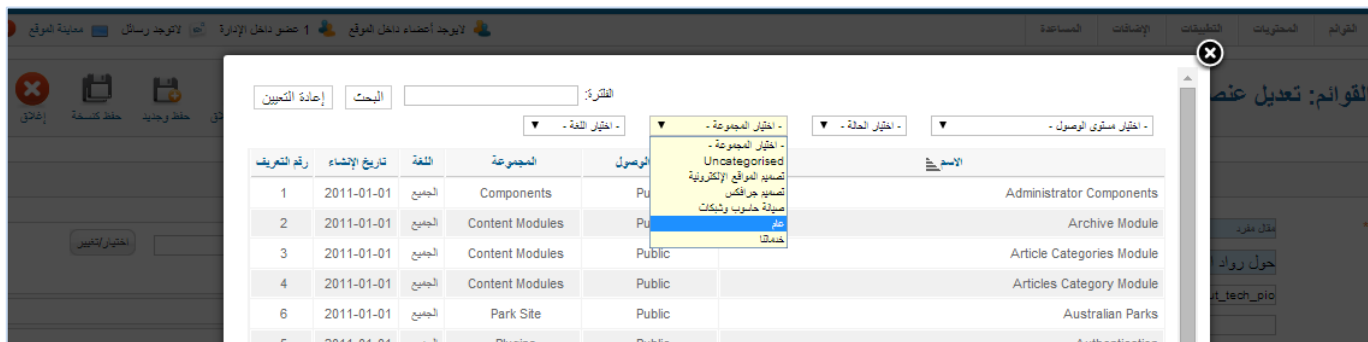 القوائم المحتويات التطبيقات الإضافات المساعدة
لايوجد أعضاء داخل الموقع 1 عضو داخل الإدارة لاتوجد رسائل معاينة الموقع
القوائم: تعديل عنصـ
حفظ وجديد حفظ كنسخة إغلاق
الفلترة: البحث إعادة التعيين
- اختيار مستوى الوصول - - اختيار الحالة - - اختيار المجموعة - - اختيار اللغة -
- اختيار المجموعة -
Uncategorised
تصميم المواقع الإلكترونية
تصميم جرافكس
صيانة حاسوب وشبكات
عام
خدماتنا
الاسم الوصول المجموعة اللغة تاريخ الإنشاء رقم التعريف
Administrator Components Pu Components الجميع 2011-01-01 1
Archive Module Pu Content Modules الجميع 2011-01-01 2
Article Categories Module Public Content Modules الجميع 2011-01-01 3
Articles Category Module Public Content Modules الجميع 2011-01-01 4
Australian Parks Public Park Site الجميع 2011-01-01 6
مقال مفرد
اختيار/تغيير
حول رواد ا
ut_tech_pio